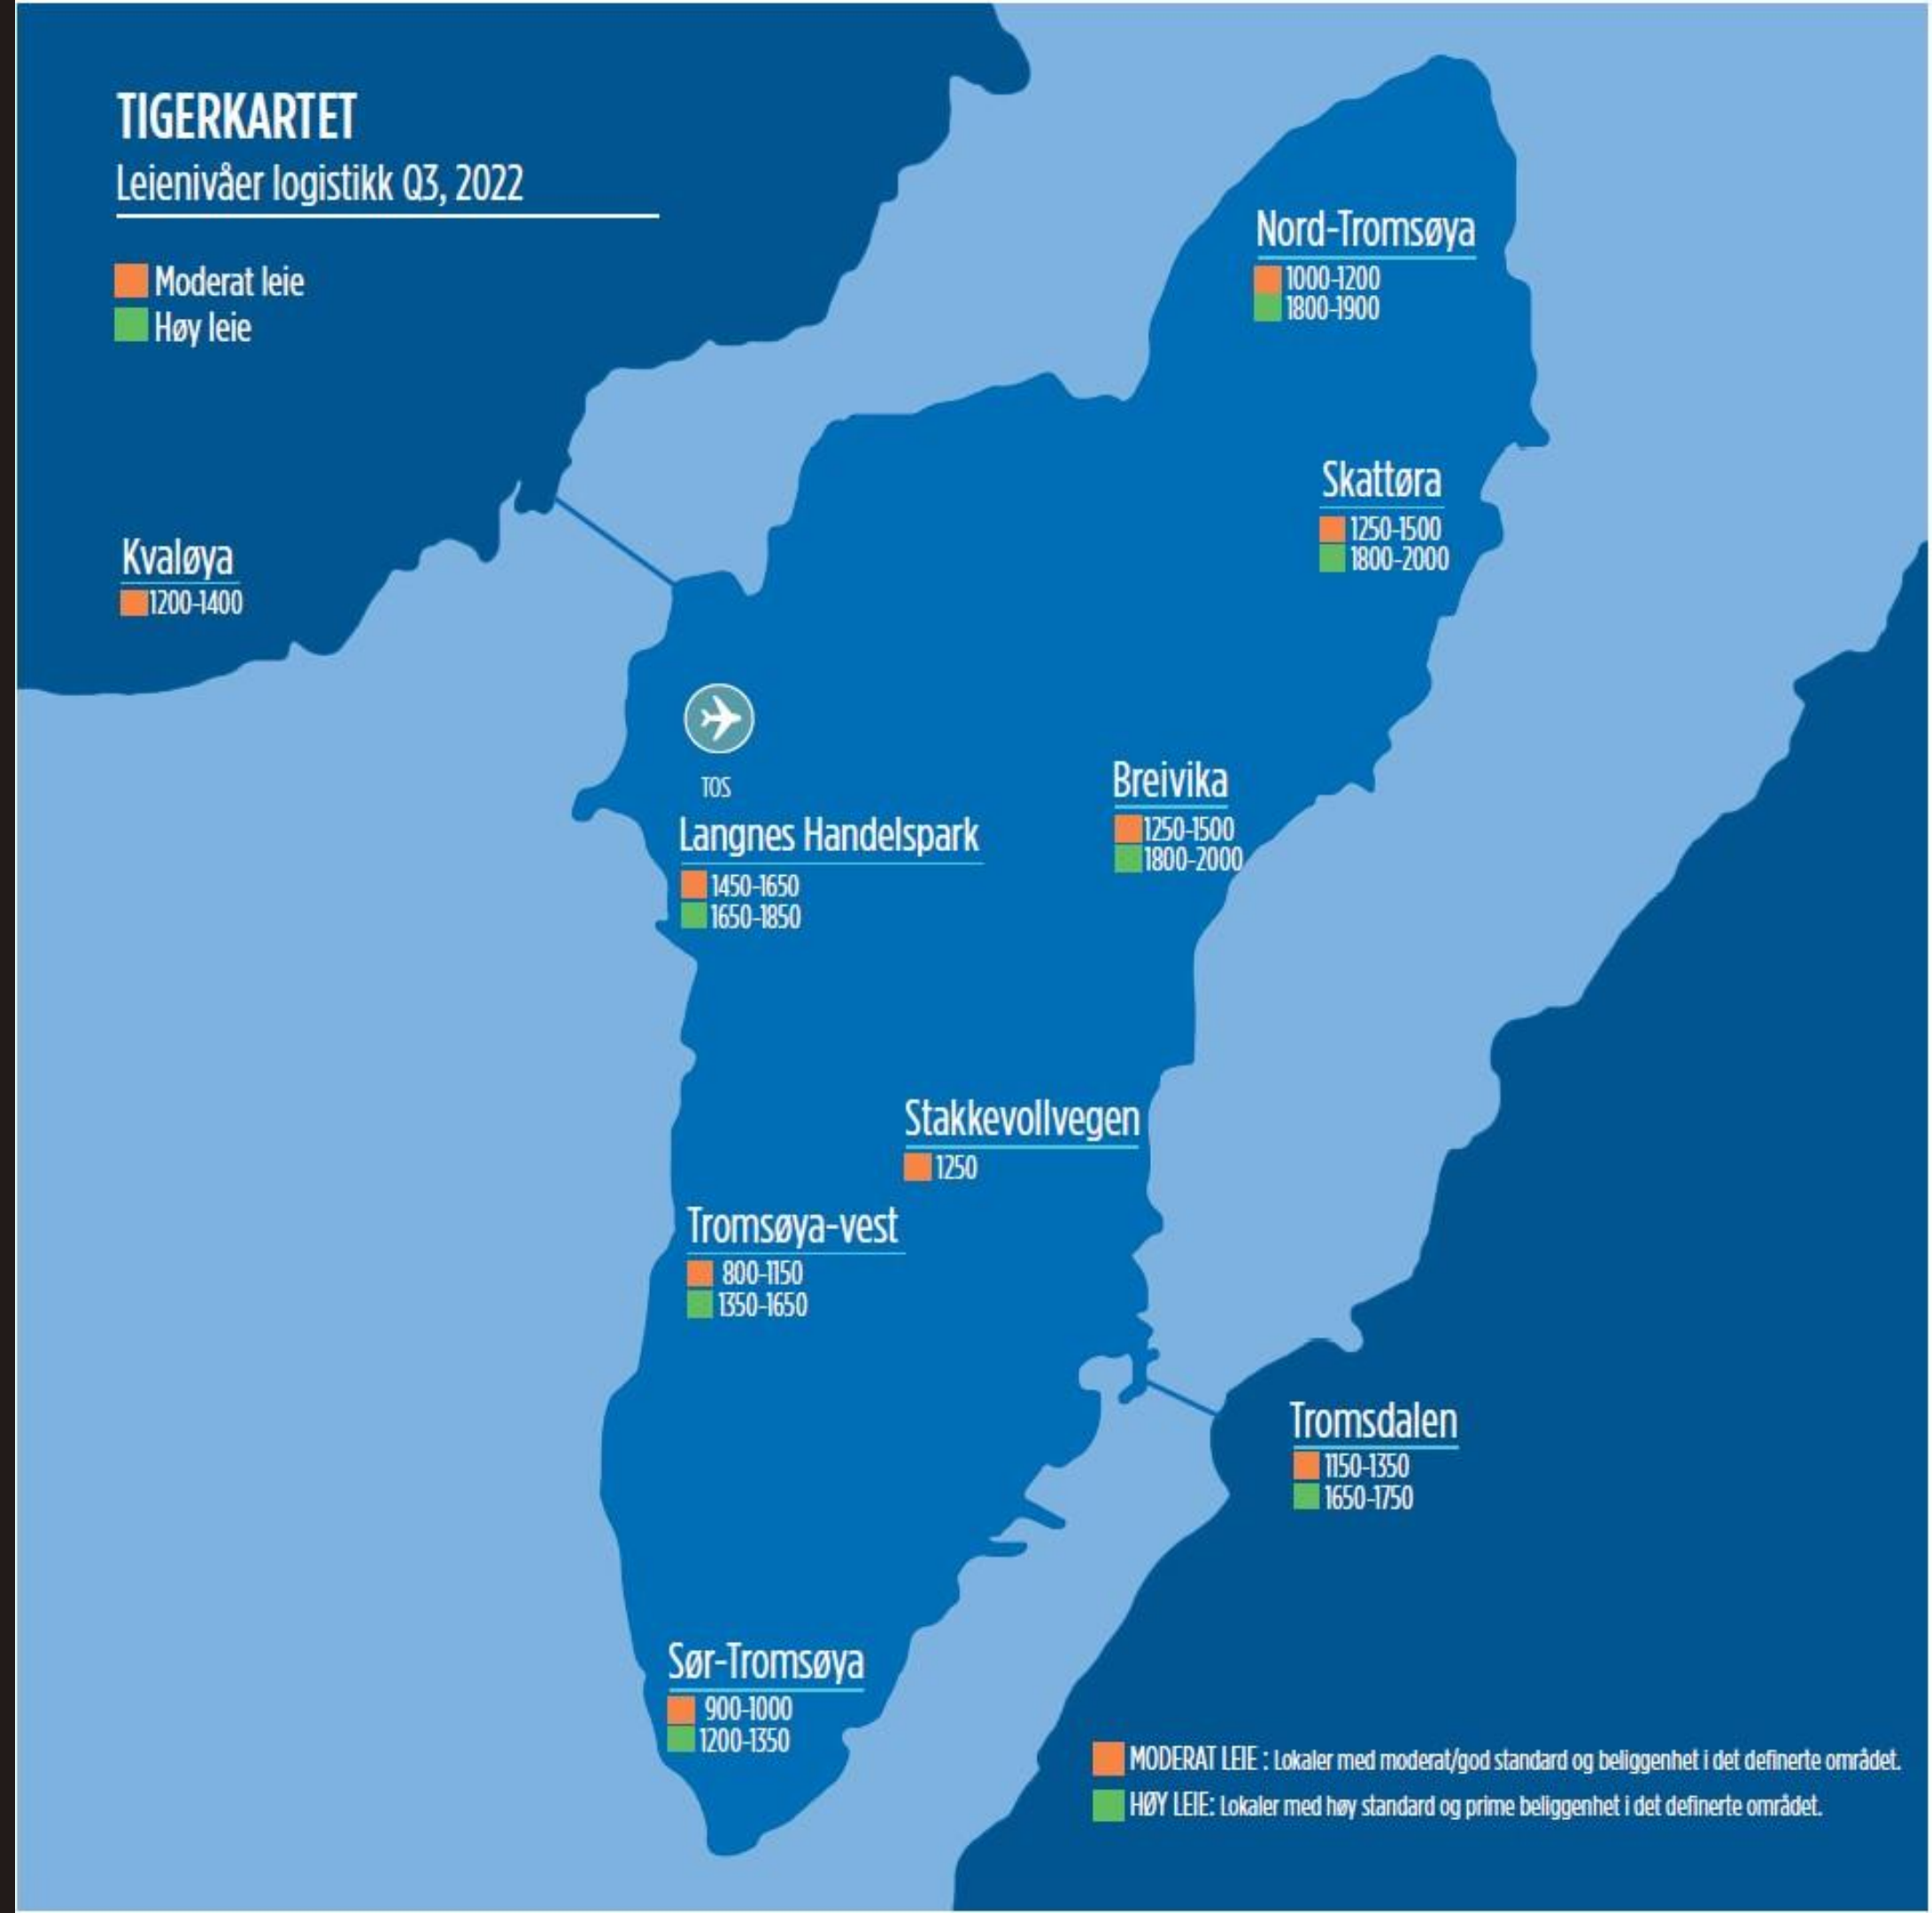 TIGERKARTET
Leienivåer logistikk Q3, 2022
Moderat leie
Høy leie
Nord-Tromsøya
1000-1200
1800-1900
Skattøra
1250-1500
1800-2000
Kvaløya
1200-1400
TOS
Langnes Handelspark
1450-1650
1650-1850
Breivika
1250-1500
1800-2000
Stakkevollvegen
1250
Tromsøya-vest
800-1150
1350-1650
Tromsdalen
1150-1350
1650-1750
Sør-Tromsøya
900-1000
1200-1350
MODERAT LEIE : Lokaler med moderat/god standard og beliggenhet i det definerte området.
HØY LEIE: Lokaler med høy standard og prime beliggenhet i det definerte området.